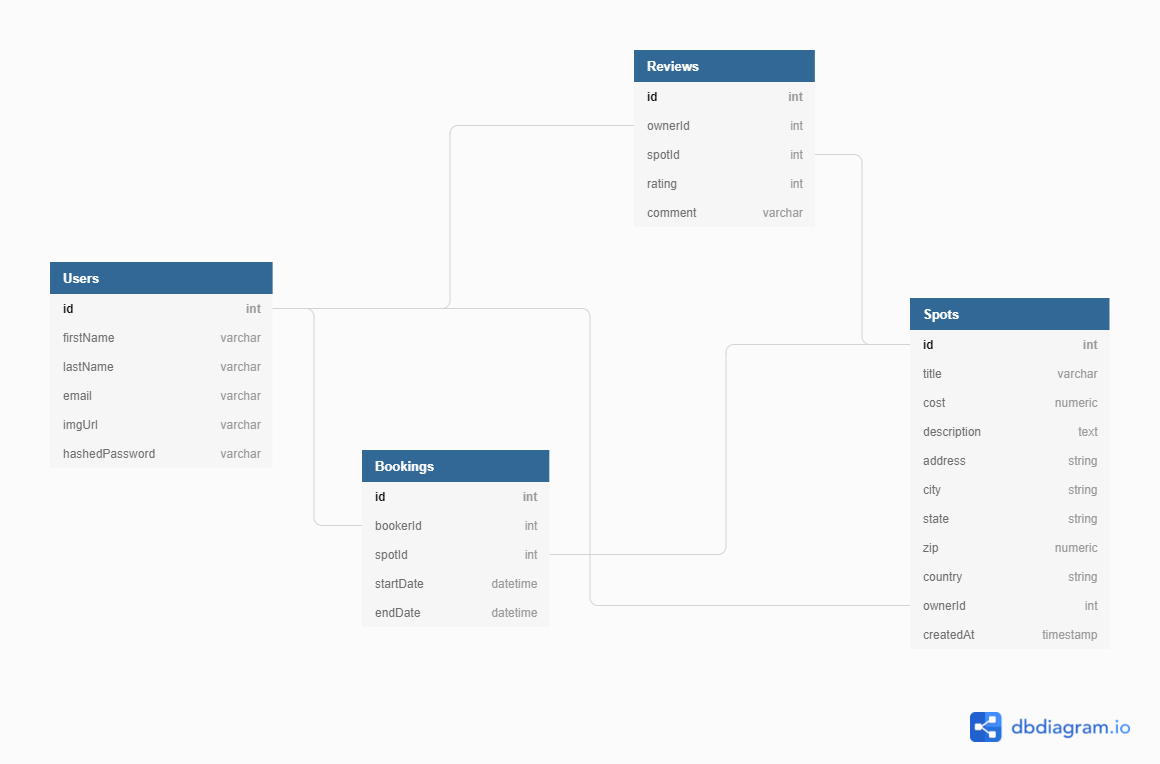 Reviews
id int
ownerId int
spotId int
rating int
comment varchar
Users
id int
firstName varchar
lastName varchar
email varchar
imgUrl varchar
hashedPassword varchar
Spots
id int
title varchar
cost numeric
description text
address string
city string
state string
zip numeric
country string
ownerId int
createdAt timestamp
Bookings
id int
bookerId int
spotId int
startDate datetime
endDate datetime
dbdiagram.io